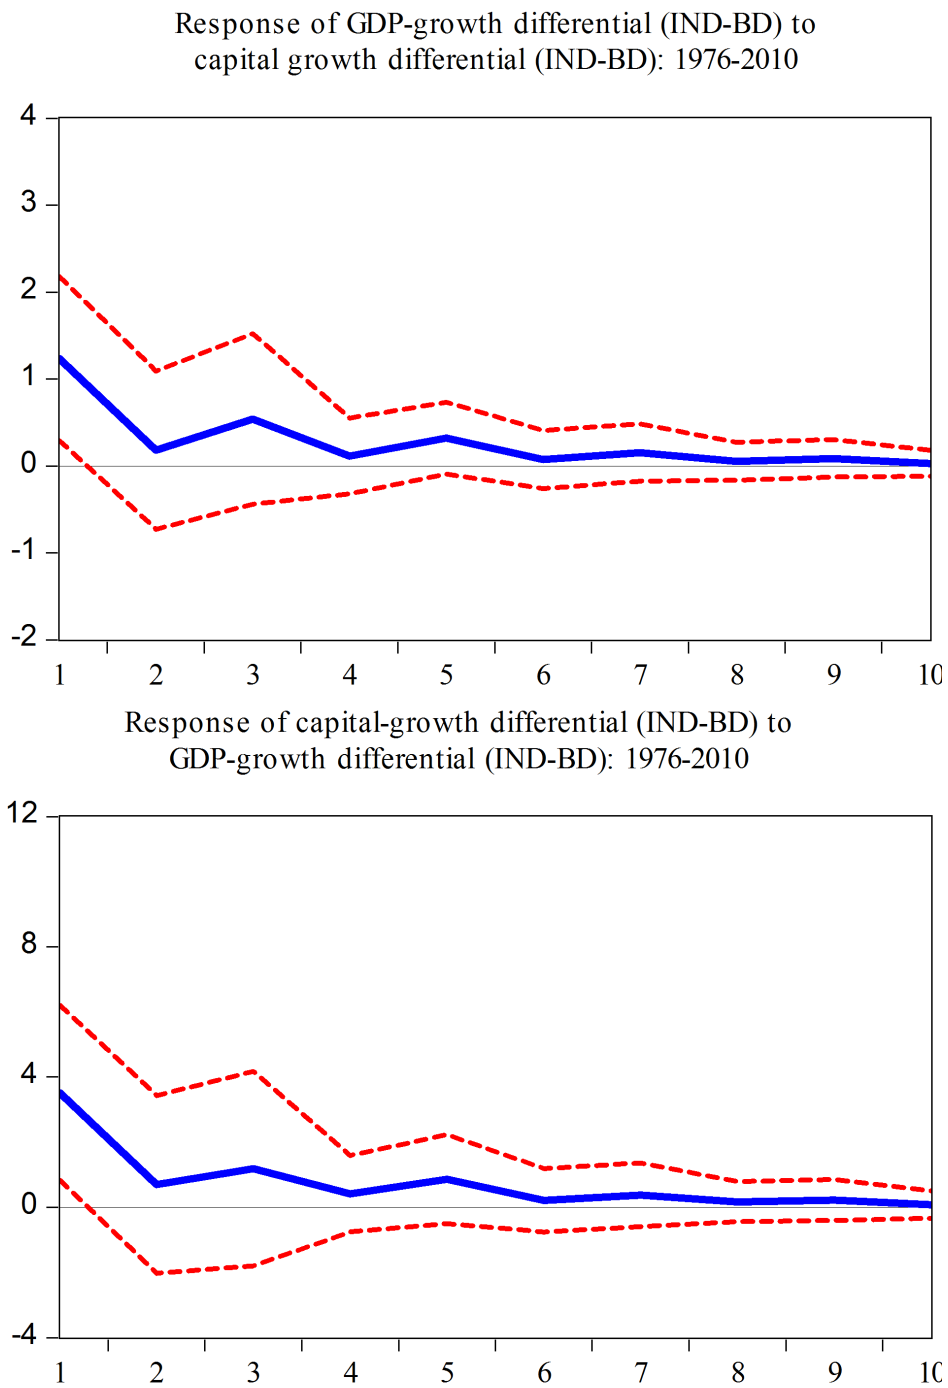 Response of GDP-growth differential (IND-BD) to
capital growth differential (IND-BD): 1976-2010
4
3
2
1
0
-1
-2
1 2 3 4 5 6 7 8 9 10
Response of capital-growth differential (IND-BD) to
GDP-growth differential (IND-BD): 1976-2010
12
8
4
0
-4
1 2 3 4 5 6 7 8 9 10